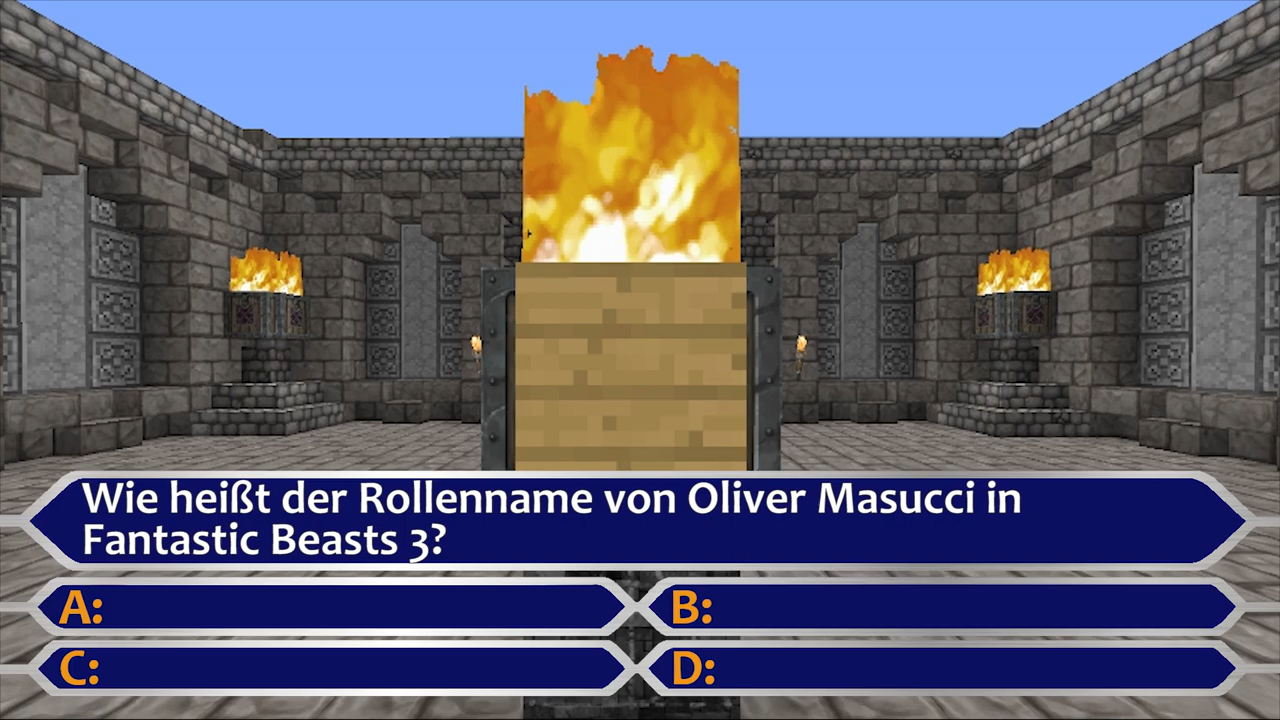 Wie heißt der Rollenname von Oliver Masucci in
Fantastic Beasts 3?
A:
B:
C:
D: